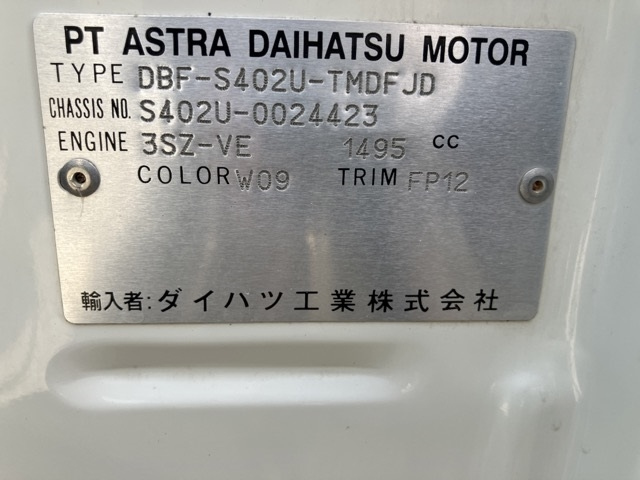 PT ASTRA DAIHATSU MOTOR
TYPE DBF-S402U-TMDFJD
CHASSIS NO. S402U-0024423
ENGINE 3SZ-VE 1495 CC
COLOR W09 TRIM FP12
輸入者: ダイハツ工業株式会社